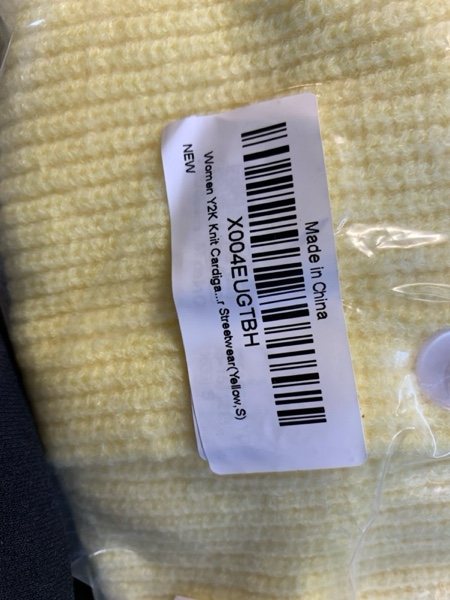 Made in China
X004EUGTBH
Women Y2K Knit Cardiga...r Streetwear(Yellow,S)
NEW